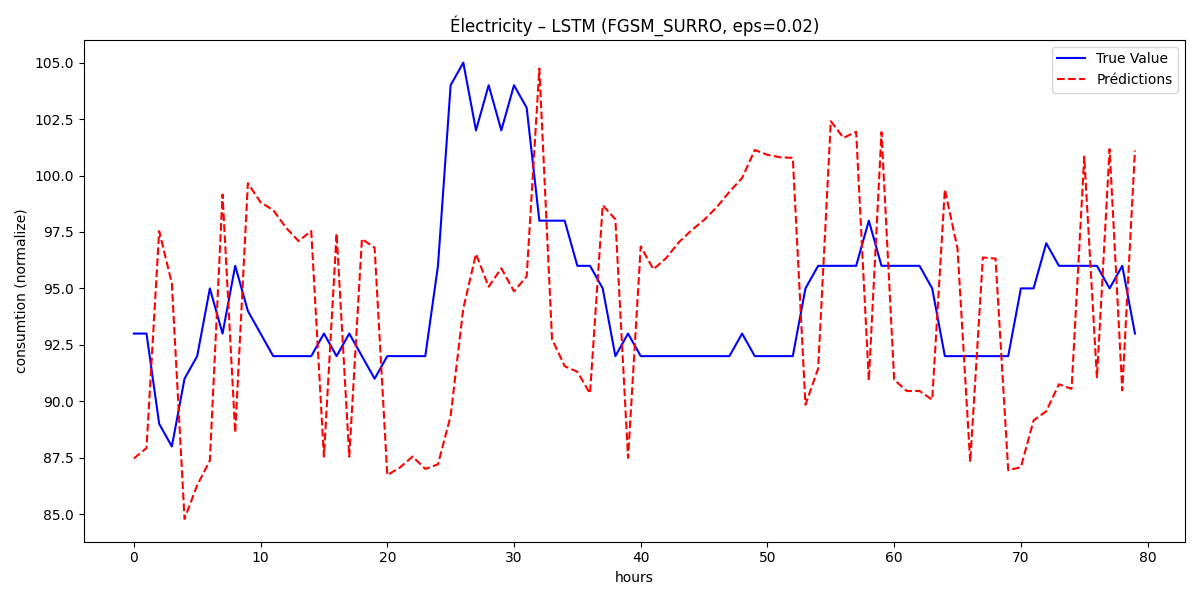 Électricity – LSTM (FGSM_SURRO, eps=0.02)
True Value
Prédictions
consumtion (normalize)
105.0
102.5
100.0
97.5
95.0
92.5
90.0
87.5
85.0
0 10 20 30 40 50 60 70 80
hours